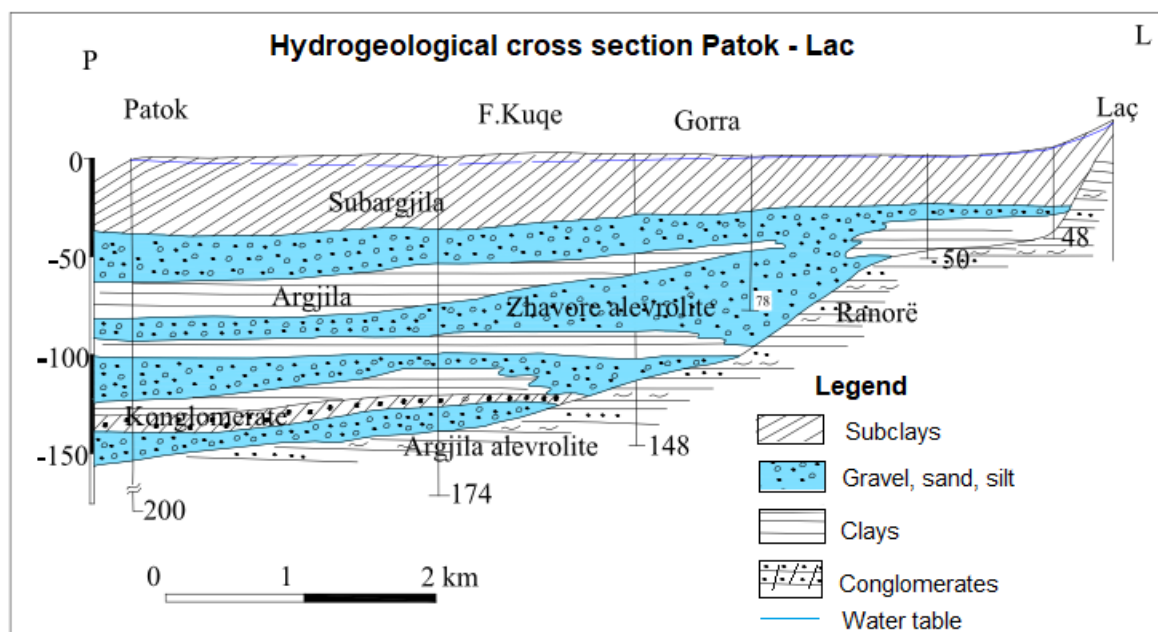 Hydrogeological cross section Patok - Lac
P
L
Patok
F.Kuqe
Gorra
Laç
0
Subargjila
-50
48
50
Argjila
Zhavore alevrolite
78
Ranorë
-100
Konglomerate
Argjila alevrolite
148
-150
174
200
0 1 2 km
Legend
Subclays
Gravel, sand, silt
Clays
Conglomerates
Water table